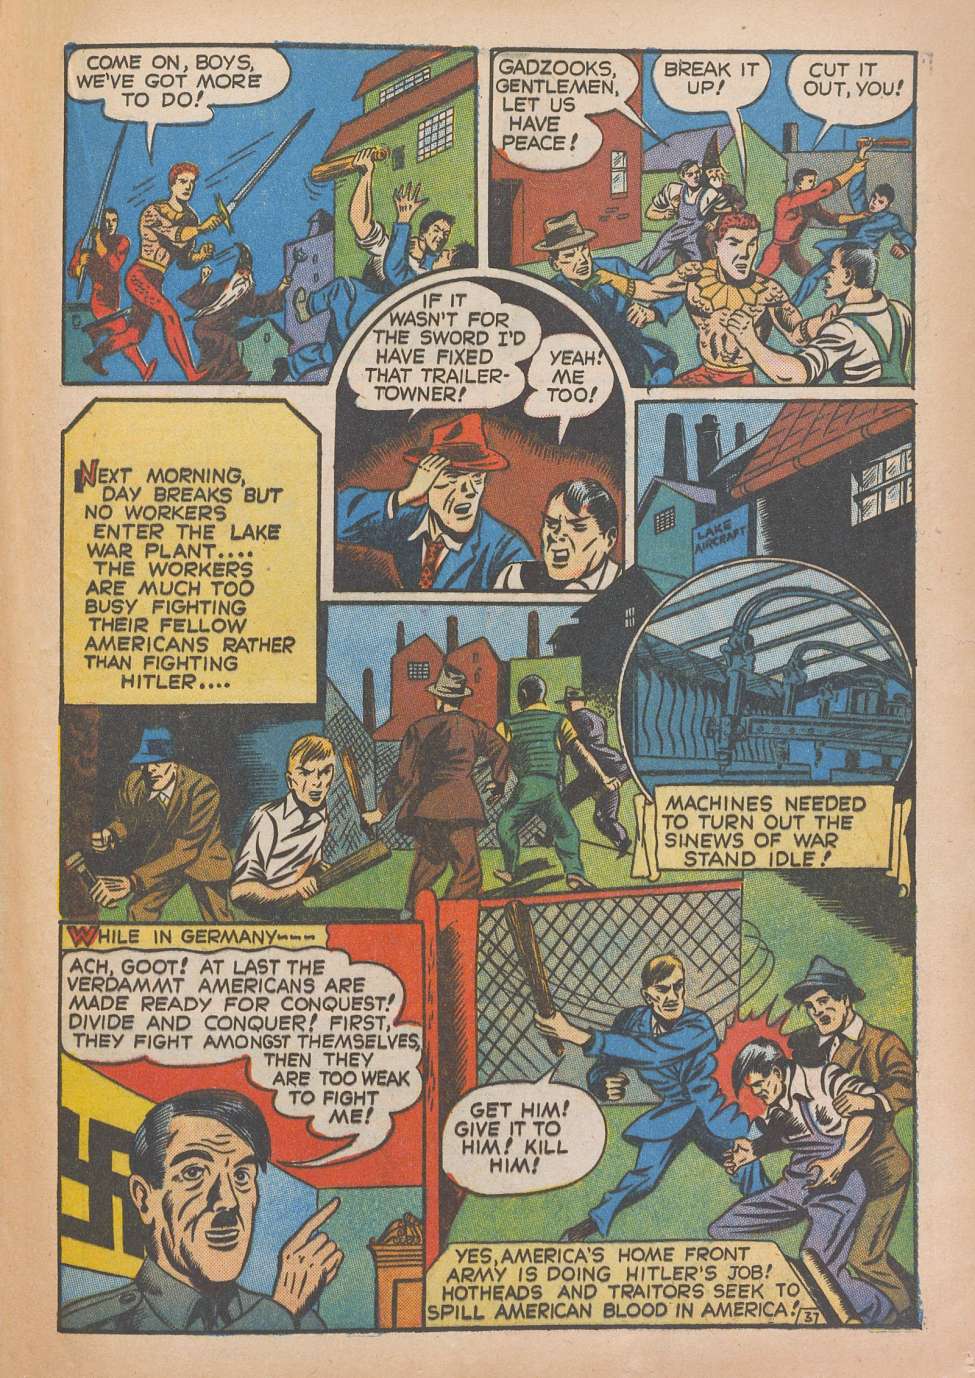 COME ON, BOYS,
WE'VE GOT MORE
TO DO!
GADZOOKS,
GENTLEMEN,
LET US
HAVE
PEACE!
BREAK IT
UP!
CUT IT
OUT, YOU!
IF IT
WASN'T FOR
THE SWORD I'D
HAVE FIXED
THAT TRAILER-
TOWNER!
YEAH!
ME
TOO!
NEXT MORNING,
DAY BREAKS BUT
NO WORKERS
ENTER THE LAKE
WAR PLANT....
THE WORKERS
ARE MUCH TOO
BUSY FIGHTING
THEIR FELLOW
AMERICANS RATHER
THAN FIGHTING
HITLER....
LAKE
AIRCRAFT
MACHINES NEEDED
TO TURN OUT THE
SINEWS OF WAR
STAND IDLE!
WHILE IN GERMANY---
ACH, GOOT! AT LAST THE
VERDAMMT AMERICANS ARE
MADE READY FOR CONQUEST!
DIVIDE AND CONQUER! FIRST,
THEY FIGHT AMONGST THEMSELVES,
THEN THEY
ARE TOO WEAK
TO FIGHT
ME!
GET HIM!
GIVE IT TO
HIM! KILL
HIM!
YES, AMERICA'S HOME FRONT
ARMY IS DOING HITLER'S JOB!
HOTHEADS AND TRAITORS SEEK TO
SPILL AMERICAN BLOOD IN AMERICA!
37